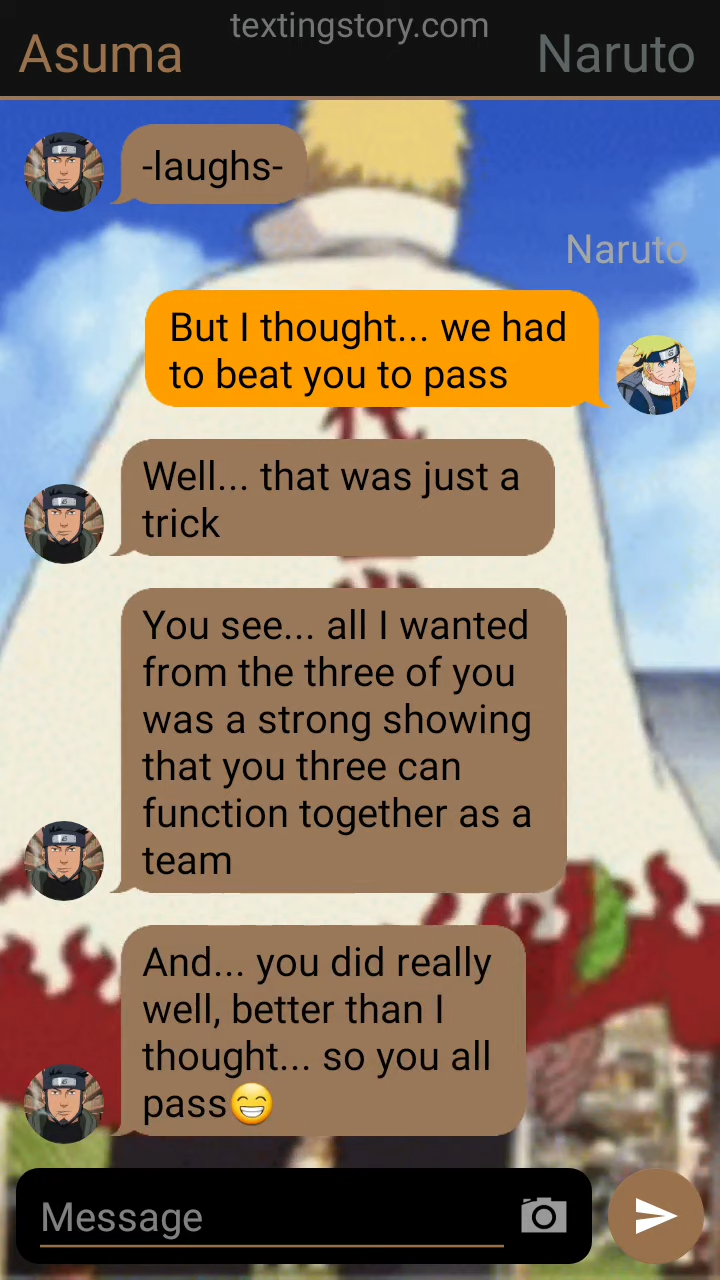 textingstory.com
Asuma
Naruto
-laughs-
Naruto
But I thought... we had
to beat you to pass
Well... that was just a
trick
You see... all I wanted
from the three of you
was a strong showing
that you three can
function together as a
team
And... you did really
well, better than I
thought... so you all
pass😁
Message